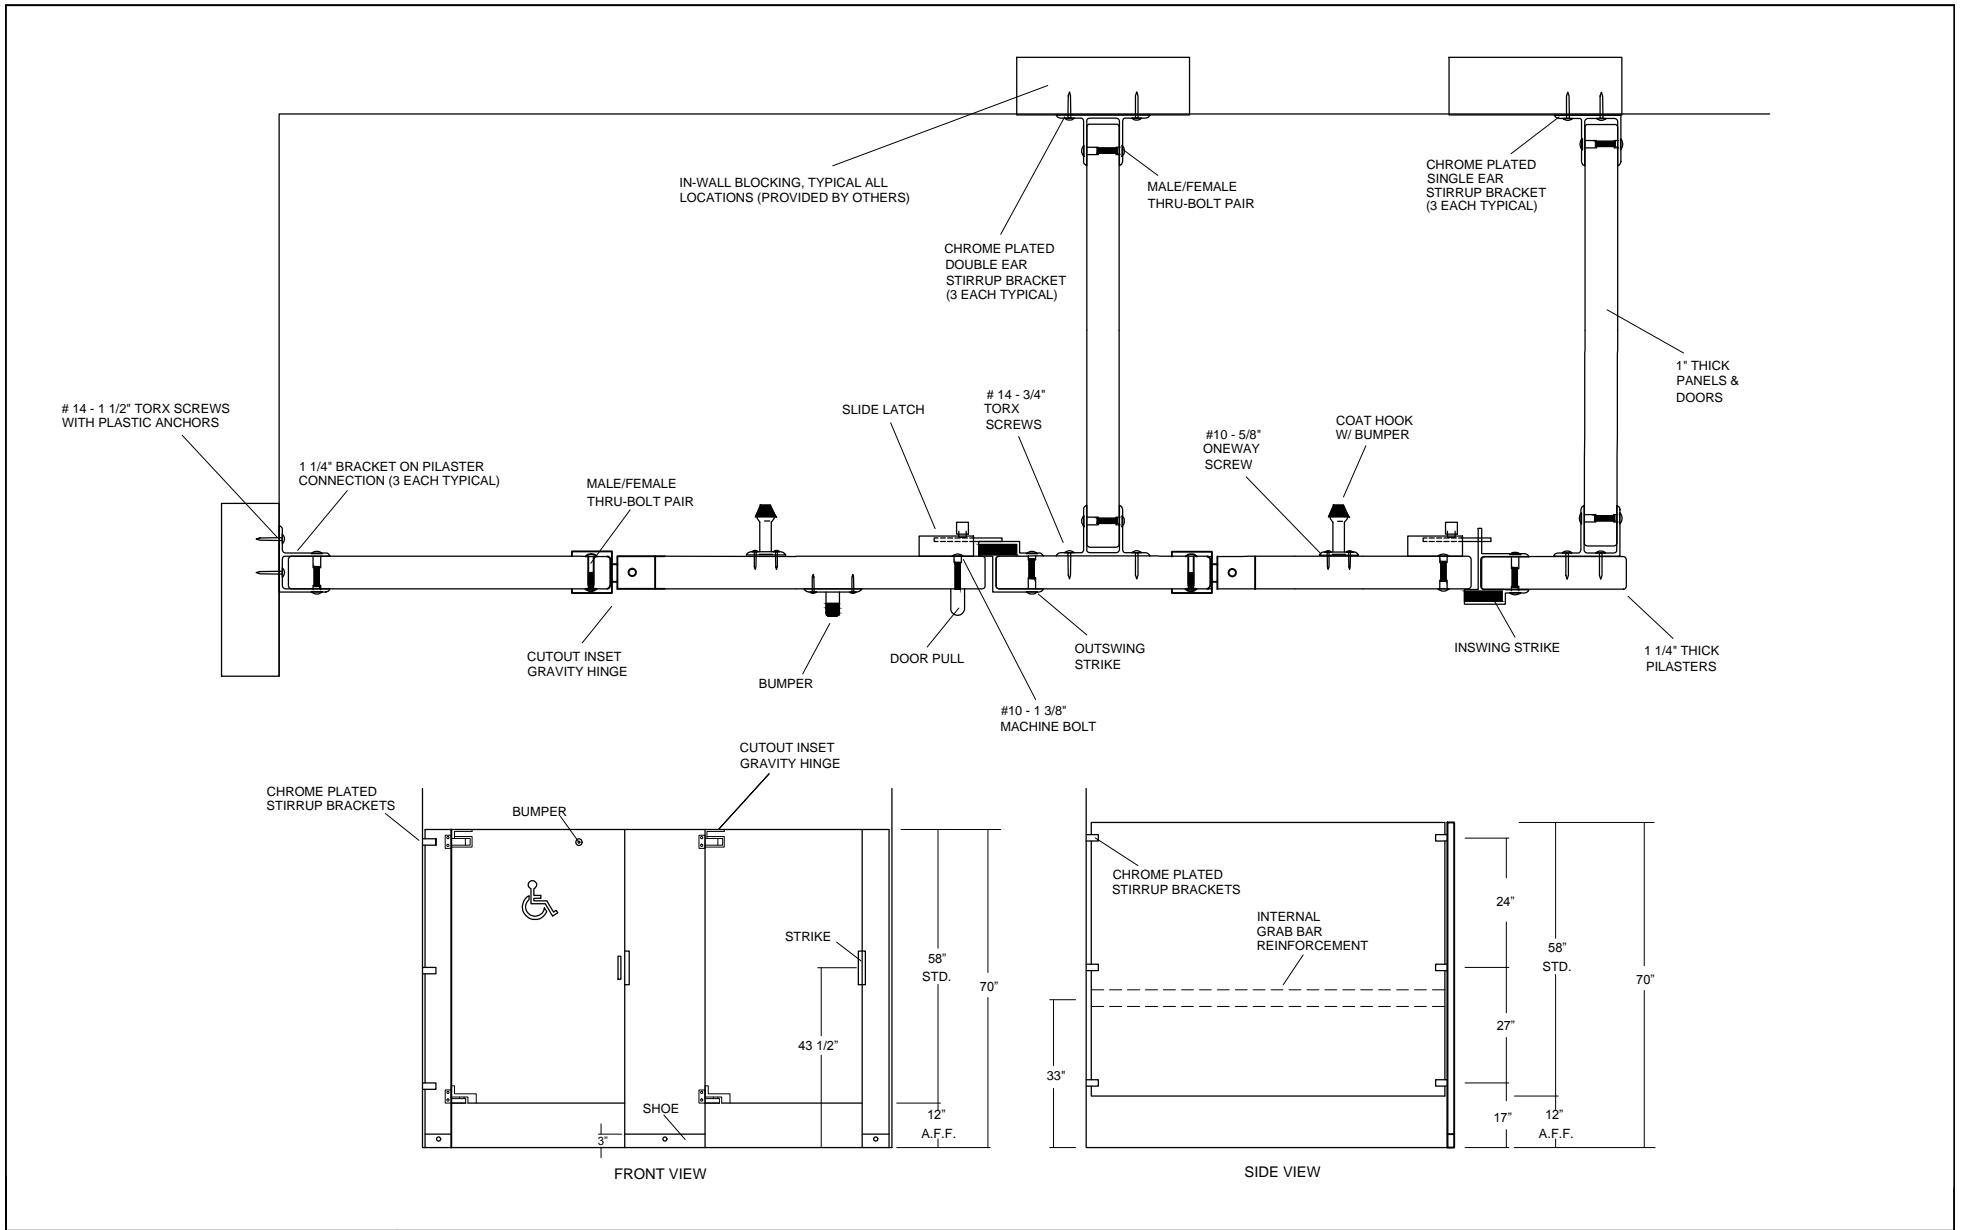 IN-WALL BLOCKING, TYPICAL ALL
LOCATIONS (PROVIDED BY OTHERS)
MALE/FEMALE
THRU-BOLT PAIR
CHROME PLATED
SINGLE EAR
STIRRUP BRACKET
(3 EACH TYPICAL)
CHROME PLATED
DOUBLE EAR
STIRRUP BRACKET
(3 EACH TYPICAL)
1" THICK
PANELS &
DOORS
# 14 - 1 1/2" TORX SCREWS
WITH PLASTIC ANCHORS
1 1/4" BRACKET ON PILASTER
CONNECTION (3 EACH TYPICAL)
MALE/FEMALE
THRU-BOLT PAIR
SLIDE LATCH
# 14 - 3/4"
TORX
SCREWS
#10 - 5/8"
ONEWAY
SCREW
COAT HOOK
W/ BUMPER
CUTOUT INSET
GRAVITY HINGE
BUMPER
DOOR PULL
OUTSWING
STRIKE
#10 - 1 3/8"
MACHINE BOLT
INSWING STRIKE
1 1/4" THICK
PILASTERS
CUTOUT INSET
GRAVITY HINGE
CHROME PLATED
STIRRUP BRACKETS
BUMPER
STRIKE
43 1/2"
SHOE
3"
58"
STD.
70"
12"
A.F.F.
FRONT VIEW
CHROME PLATED
STIRRUP BRACKETS
INTERNAL
GRAB BAR
REINFORCEMENT
33"
24"
27"
17"
58"
STD.
12"
A.F.F.
70"
SIDE VIEW